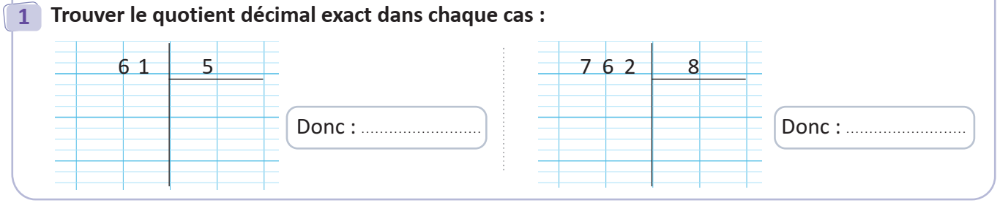 1 Trouver le quotient décimal exact dans chaque cas :
6 1 5
Donc : ..........................
7 6 2 8
Donc : ..........................